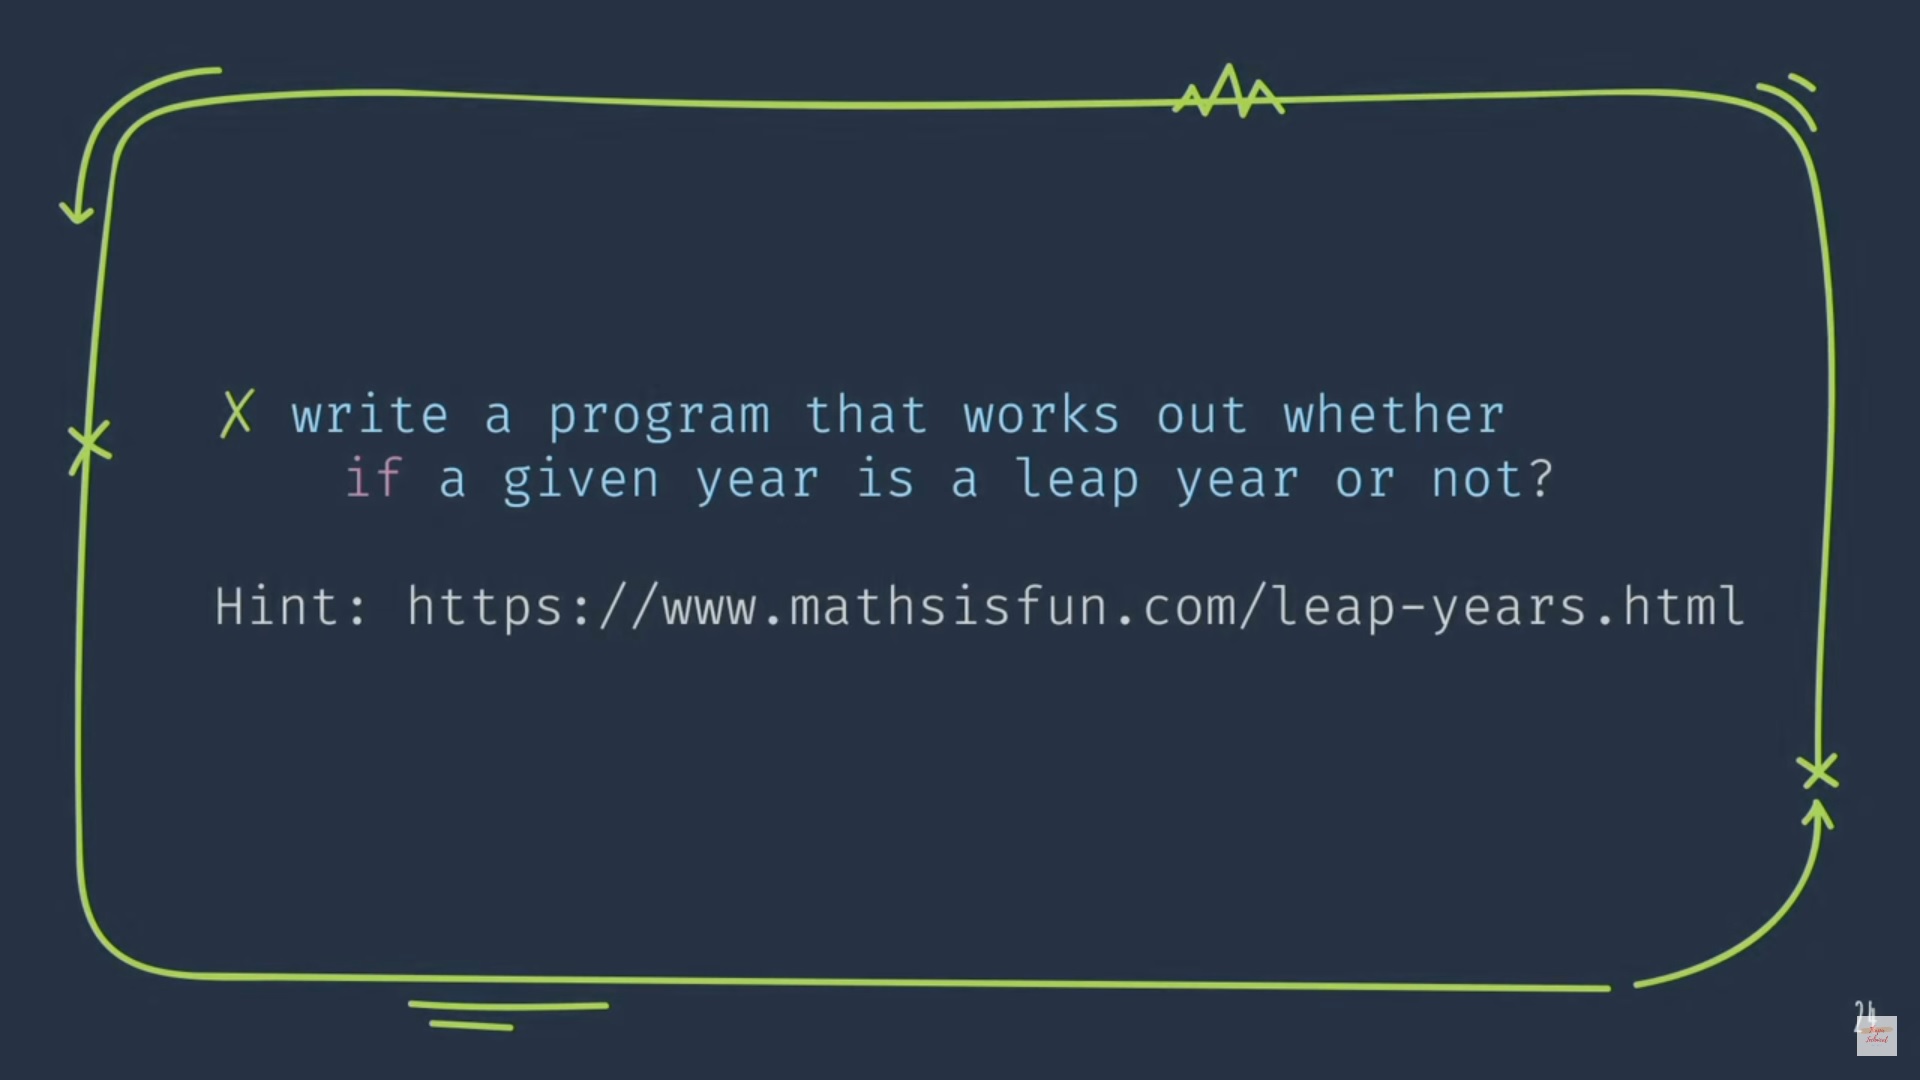 X write a program that works out whether
if a given year is a leap year or not?
Hint: https://www.mathsisfun.com/leap-years.html